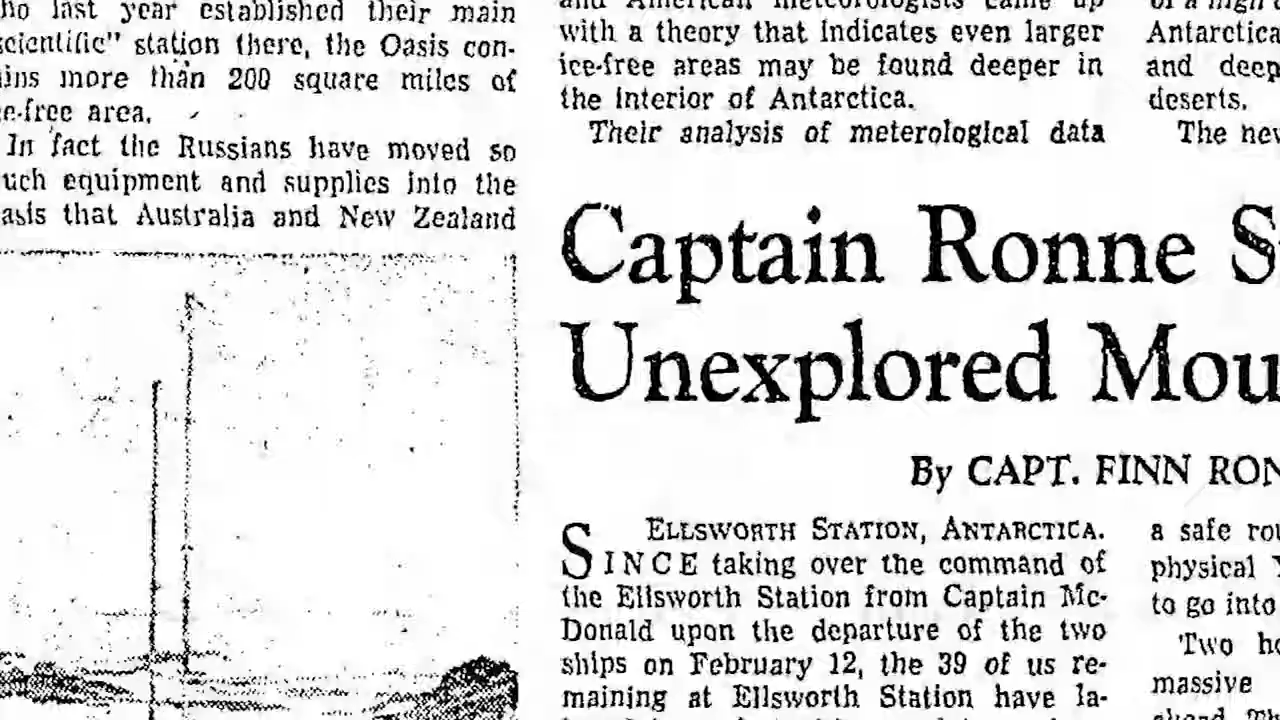 ho last year established their main
scientific" station there, the Oasis con-
ins more than 200 square miles of
e-free area.
In fact the Russians have moved so
uch equipment and supplies into the
asis that Australia and New Zealand
and American meteorologists came up
with a theory that indicates even larger
ice-free areas may be found deeper in
the interior of Antarctica.
Their analysis of meterological data
of a high
Antarctica
and deep
deserts.
The new
Captain Ronne S
Unexplored Mou
By CAPT. FINN RON
ELLSWORTH STATION, ANTARCTICA.
SINCE taking over the command of
the Ellsworth Station from Captain Mc-
Donald upon the departure of the two
ships on February 12, the 39 of us re-
maining at Ellsworth Station have la-
a safe rou
physical Y
to go into
Two ho
massive